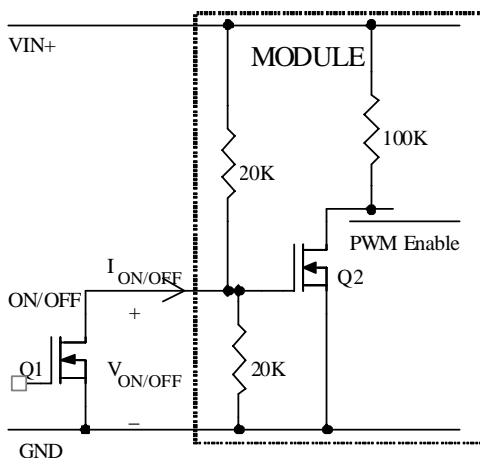 VIN+
MODULE
20K
100K
PWM Enable
I ON/OFF
Q2
ON/OFF
+
Q1
V ON/OFF
20K
–
GND